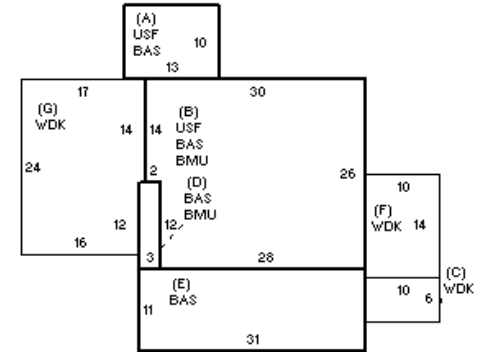 (A)
USF
BAS
10
13
17
30
(G)
WDK
14
14
(B)
USF
BAS
BMU
24
2
26
(D)
BAS
BMU
10
(F)
WDK
14
12
12
16
3
28
(C)
WDK
10
6
(E)
BAS
11
31